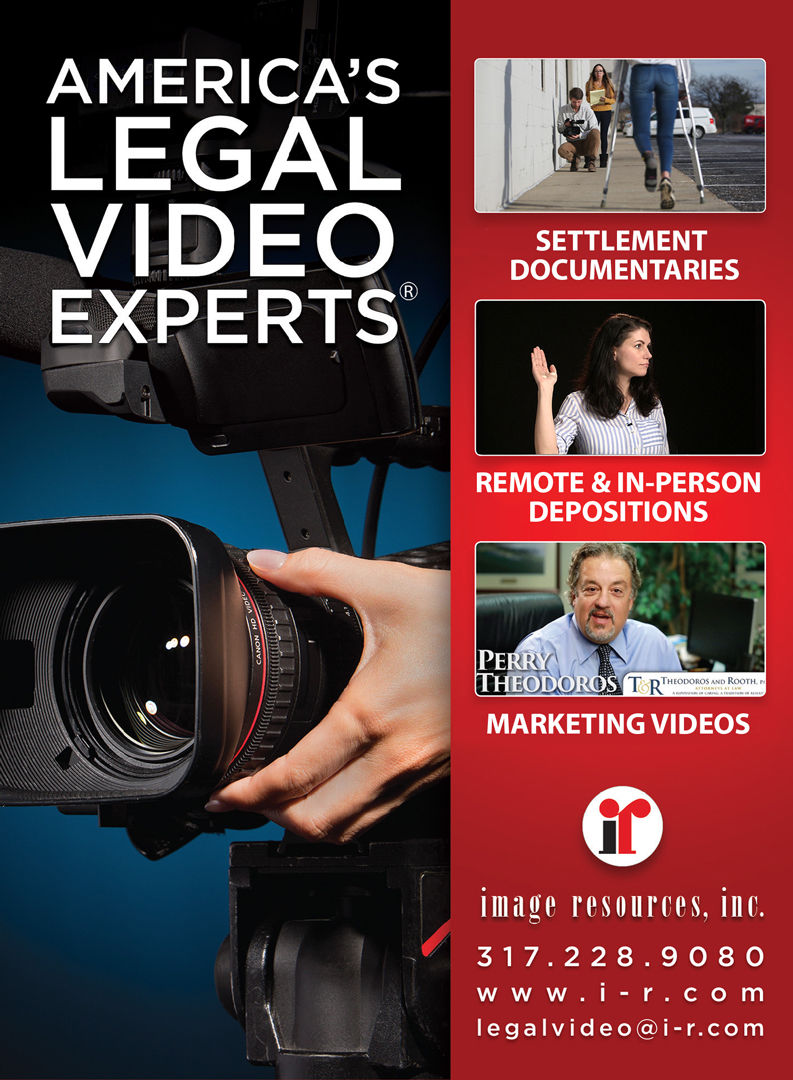 AMERICA'S
LEGAL
VIDEO
EXPERTS®
SETTLEMENT
DOCUMENTARIES
REMOTE & IN-PERSON
DEPOSITIONS
CANON HD VIDEO
PERRY
THEODOROS
T&R
THEODOROS AND ROOTH,
ATTORNEYS AT LAW
MARKETING VIDEOS
ir
image resources, inc.
317.228.9080
www.i-r.com
legalvideo@i-r.com